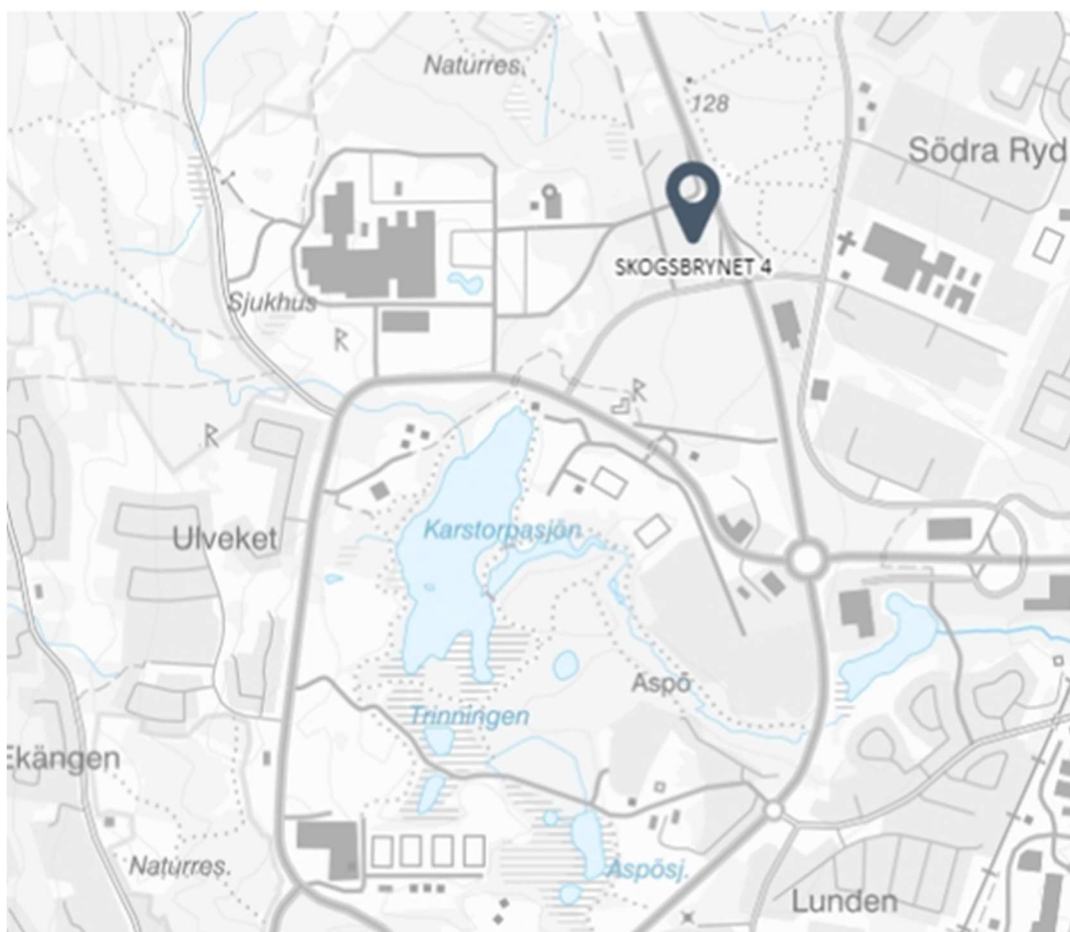 Naturres.
128
Södra Ryd
SKOGSBRYNET 4
Sjukhus
Karstorpasjön
Ulveket
Aspö
Trinningen
Ekängen
Naturres.
Aspösj.
Lunden